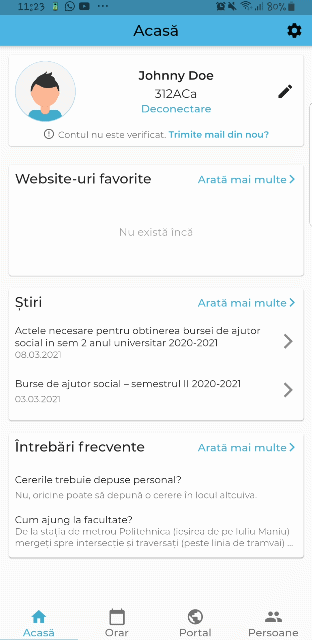 11:23
80%
Acasă
Johnny Doe
312ACa
Deconectare
Contul nu este verificat. Trimite mail din nou?
Website-uri favorite
Arată mai multe
Nu există încă
Știri
Arată mai multe
Actele necesare pentru obtinerea bursei de ajutor
social in sem 2 anul universitar 2020-2021
08.03.2021
Burse de ajutor social – semestrul II 2020-2021
03.03.2021
Întrebări frecvente
Arată mai multe
Cererile trebuie depuse personal?
Nu, oricine poate să depună o cerere in locul altcuiva.
Cum ajung la facultate?
De la stația de metrou Politehnica (ieșirea de pe Iuliu Maniu)
mergeți spre intersecție și traversați (peste linia de tramvai) ...
Acasă
Orar
Portal
Persoane